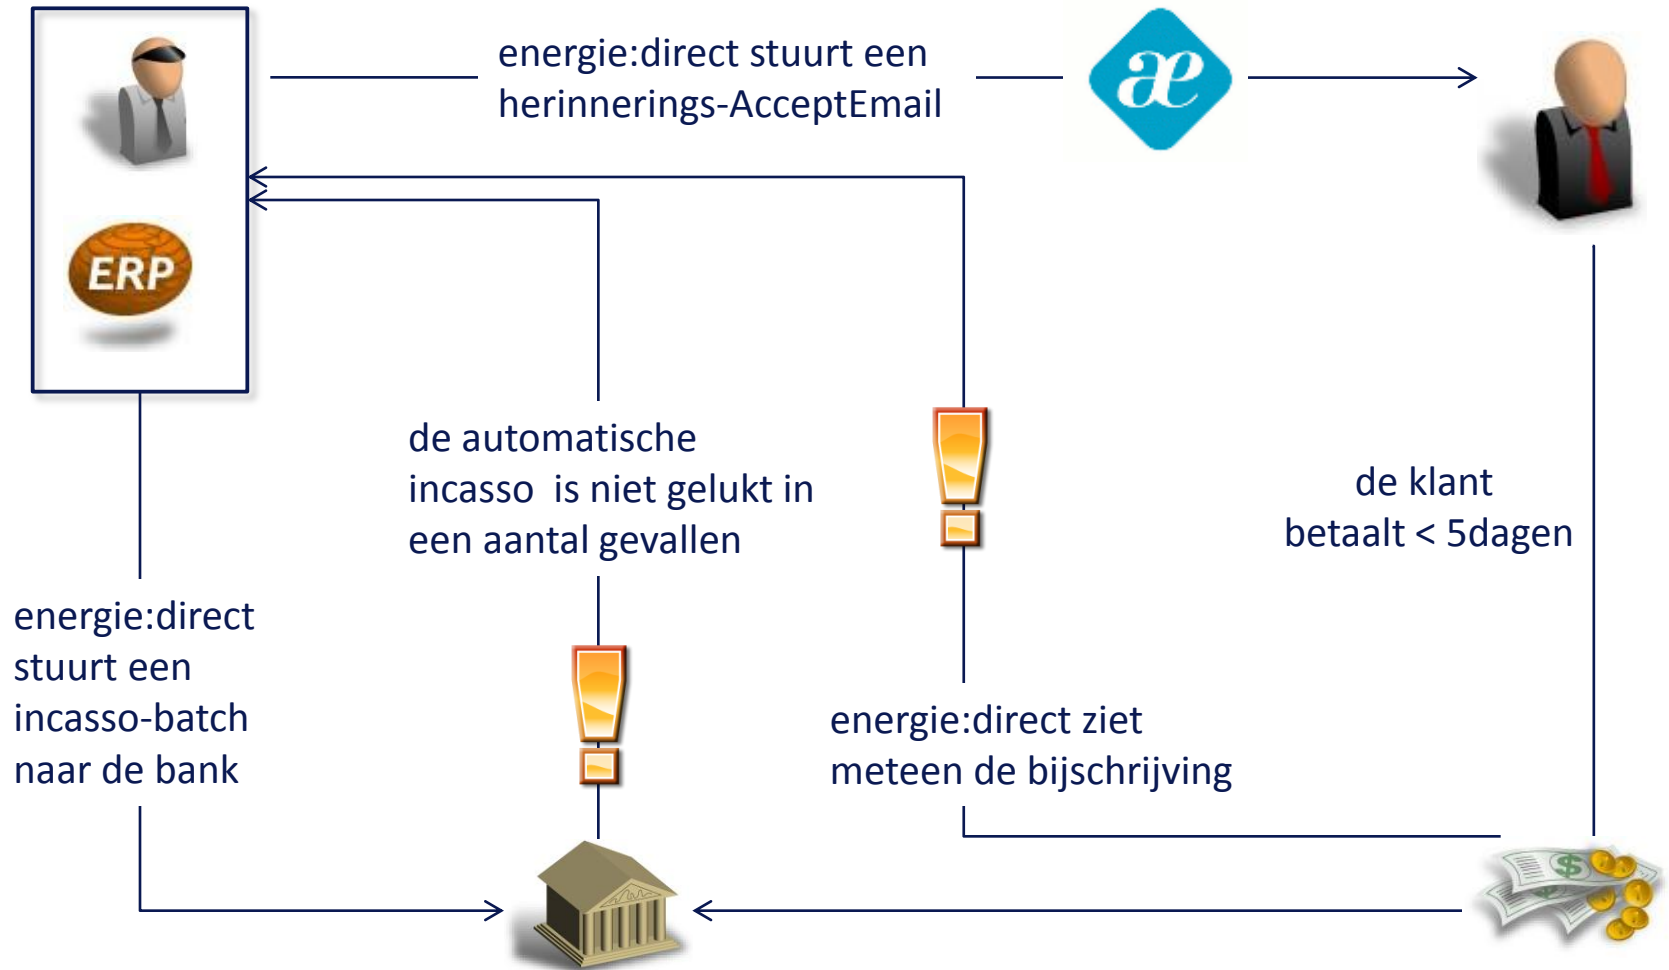 energie:direct stuurt een
herinnerings-AcceptEmail
æ
ERP
de automatische
incasso  is niet gelukt in
een aantal gevallen
de klant
betaalt < 5dagen
energie:direct
stuurt een
incasso-batch
naar de bank
energie:direct ziet
meteen de bijschrijving
$